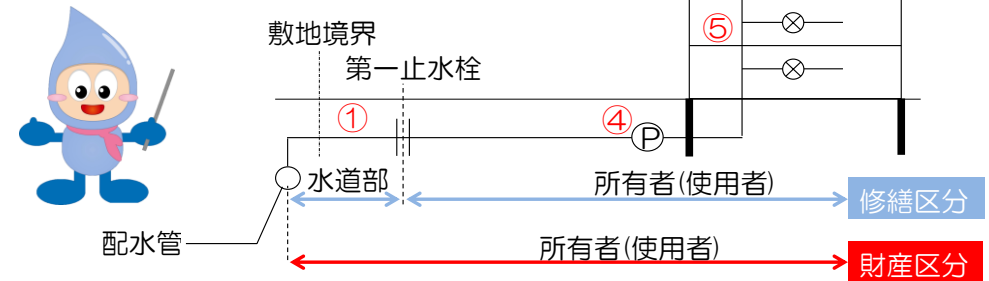 敷地境界
第一止水栓
⑤
①
④
P
水道部
所有者(使用者)
修繕区分
配水管
所有者(使用者)
財産区分